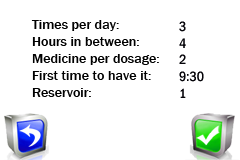 Times per day: 3
Hours in between: 4
Medicine per dosage: 2
First time to have it: 9:30
Reservoir: 1